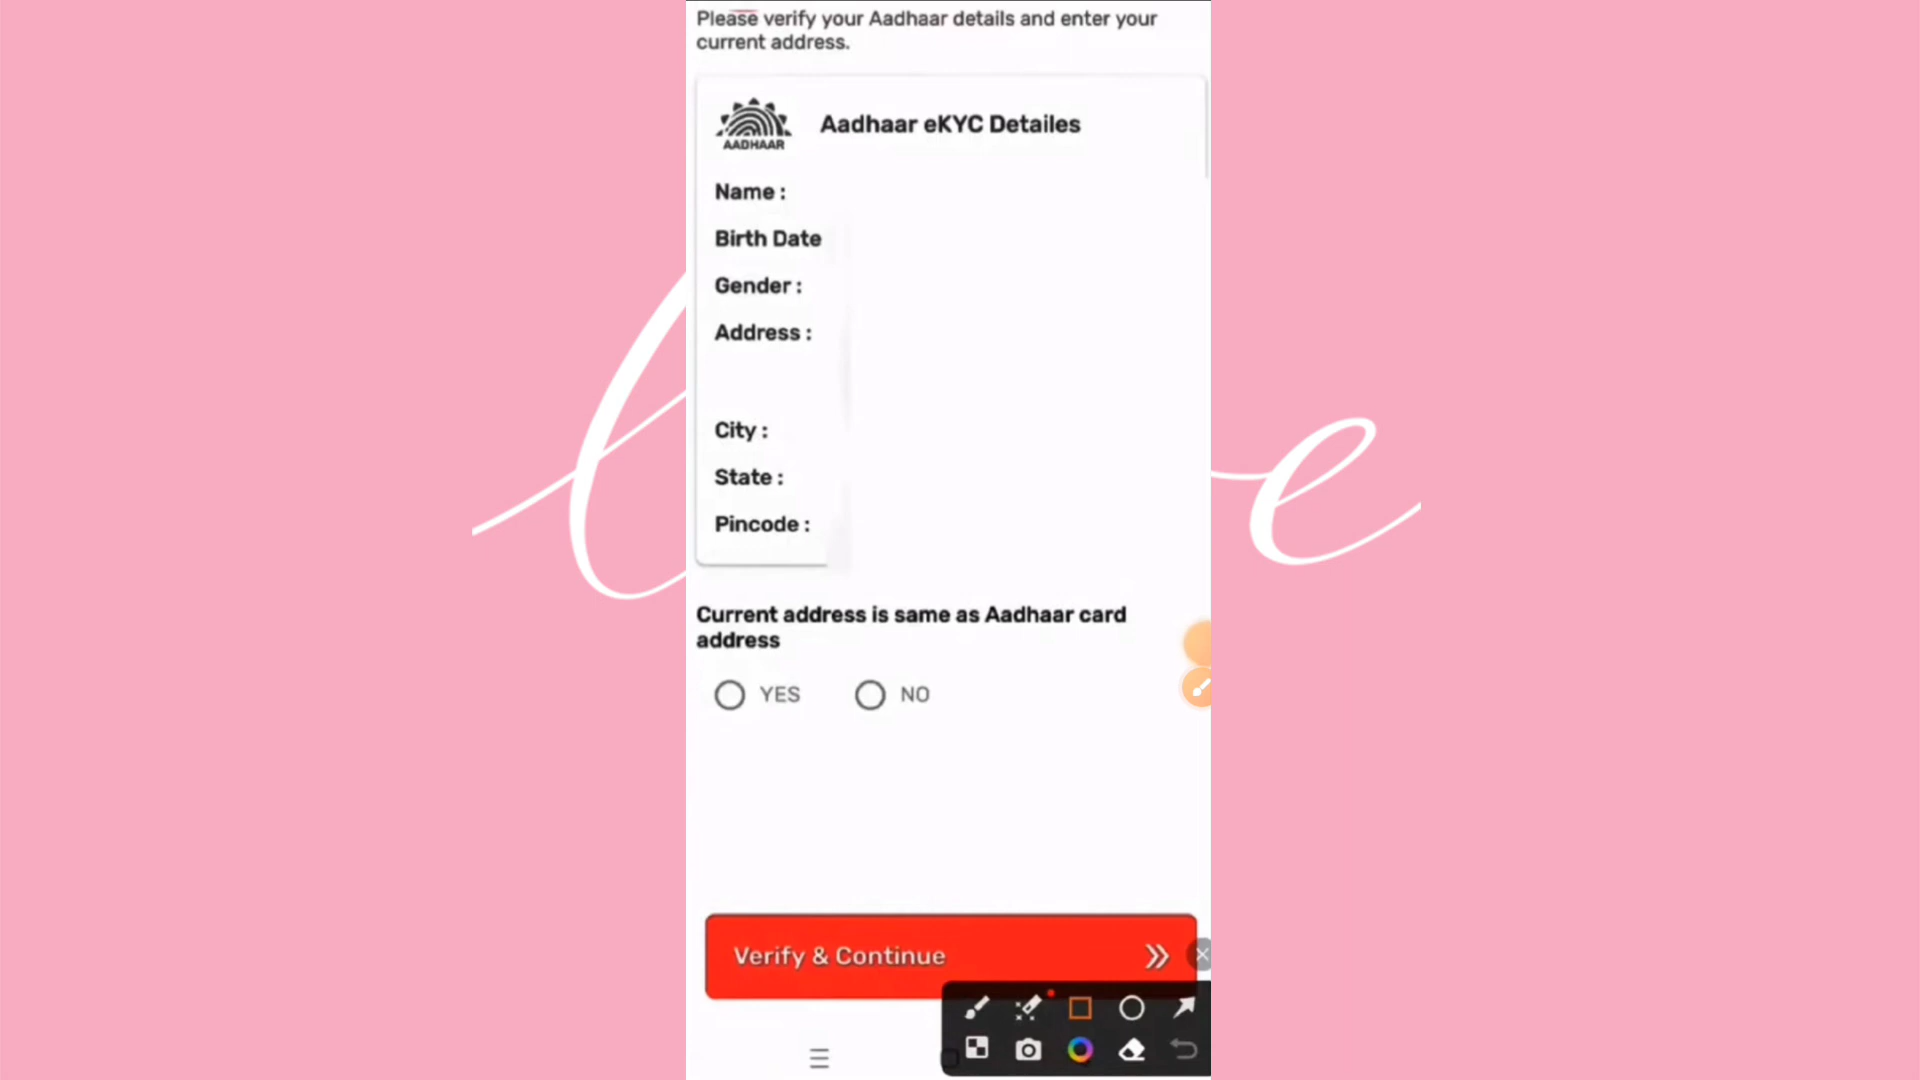 Please verify your Aadhaar details and enter your
current address.
AADHAAR
Aadhaar eKYC Detailes
Name :
Birth Date
Gender :
Address :
City :
State :
Pincode :
Current address is same as Aadhaar card
address
YES
NO
Verify & Continue